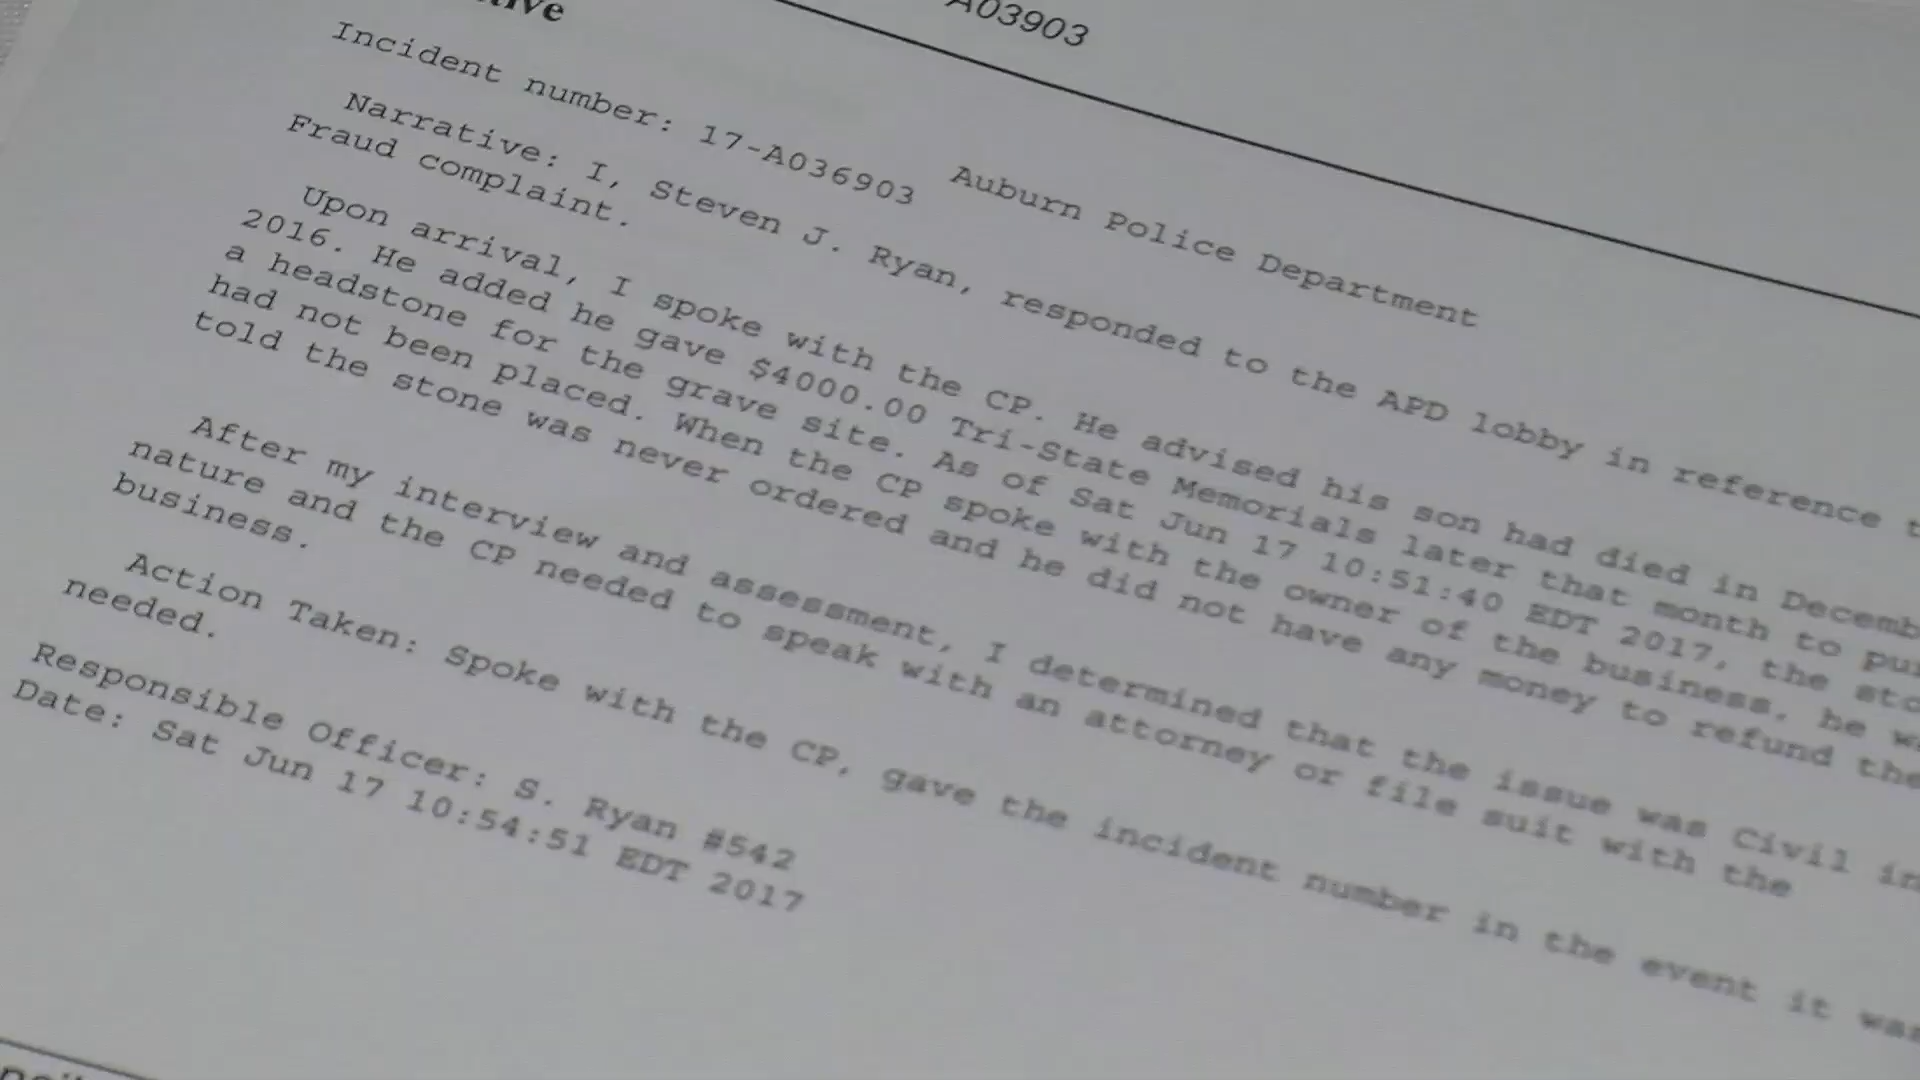 A03903
Auburn Police Department
Incident number: 17-A036903
Narrative: I, Steven J. Ryan, responded to the APD lobby in reference
Fraud complaint.
Upon arrival, I spoke with the CP. He advised his son had died in
2016. He added he gave $4000.00 Tri-State Memorials later that month to
a headstone for the grave site. As of Sat Jun 17 10:51:40 EDT 2017, the
had not been placed. When the CP spoke with the owner of the business, he
told the stone was never ordered and he did not have any money to refund the
After my interview and assessment, I determined that the issue was Civil in
nature and the CP needed to speak with an attorney or file suit with the
business.
Action Taken: Spoke with the CP, gave the incident number in the event it was
needed.
Responsible Officer: S. Ryan #542
Date: Sat Jun 17 10:54:51 EDT 2017